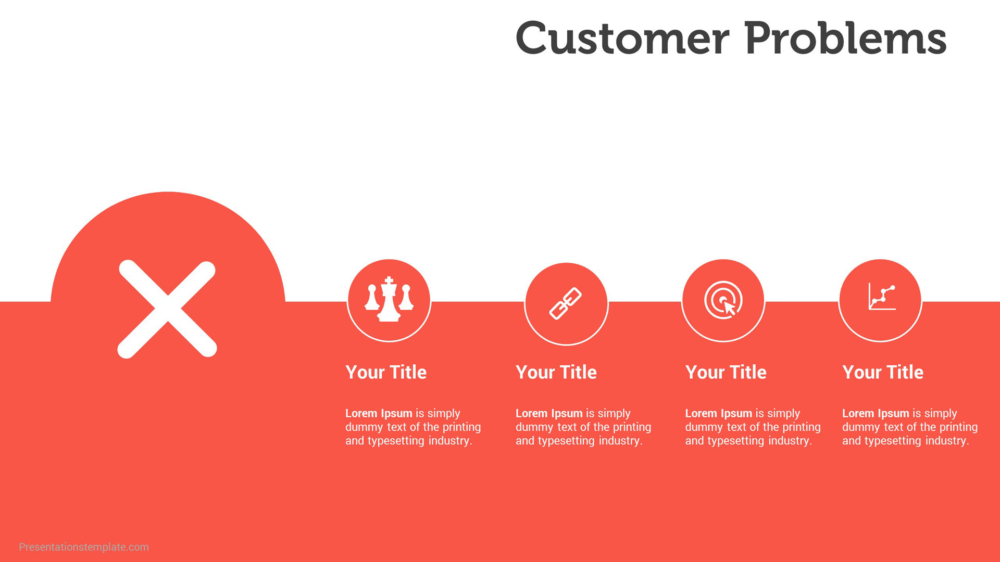 Customer Problems
Your Title
Lorem Ipsum is simply
dummy text of the printing
and typesetting industry.
Your Title
Lorem Ipsum is simply
dummy text of the printing
and typesetting industry.
Your Title
Lorem Ipsum is simply
dummy text of the printing
and typesetting industry.
Your Title
Lorem Ipsum is simply
dummy text of the printing
and typesetting industry.
Presentationstemplate.com